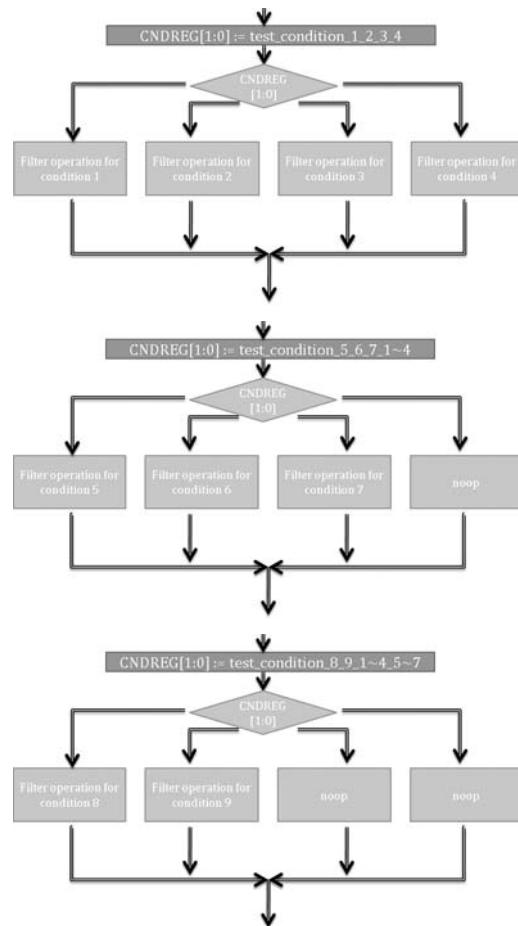 CNDREG[1:0] := test_condition_1_2_3_4
CNDREG
[1:0]
Filter operation for
condition 1
Filter operation for
condition 2
Filter operation for
condition 3
Filter operation for
condition 4
CNDREG[1:0] := test_condition_5_6_7_1~4
CNDREG
[1:0]
Filter operation for
condition 5
Filter operation for
condition 6
Filter operation for
condition 7
noop
CNDREG[1:0] := test_condition_8_9_1~4_5~7
CNDREG
[1:0]
Filter operation for
condition 8
Filter operation for
condition 9
noop
noop